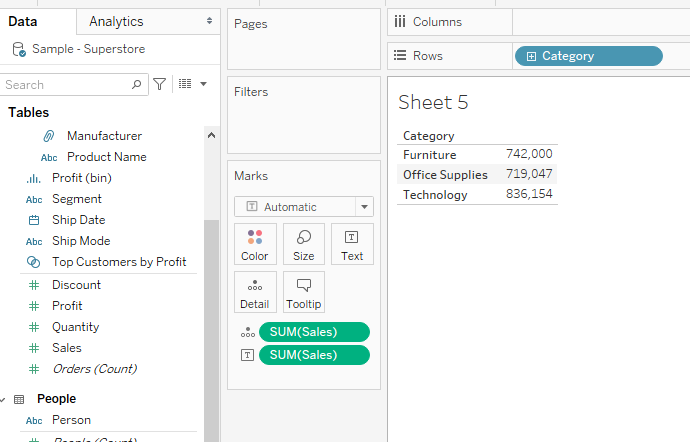 Data
Analytics
Sample - Superstore
Search
Tables
Manufacturer
Abc Product Name
Profit (bin)
Abc Segment
Ship Date
Abc Ship Mode
Top Customers by Profit
# Discount
# Profit
# Quantity
# Sales
# Orders (Count)
People
Abc Person
# People (Count)
Pages
Filters
Marks
T Automatic
Color
Size
T
Text
Detail
Tooltip
SUM(Sales)
T SUM(Sales)
Columns
Rows
Category
Sheet 5
Category
Furniture 742,000
Office Supplies 719,047
Technology 836,154